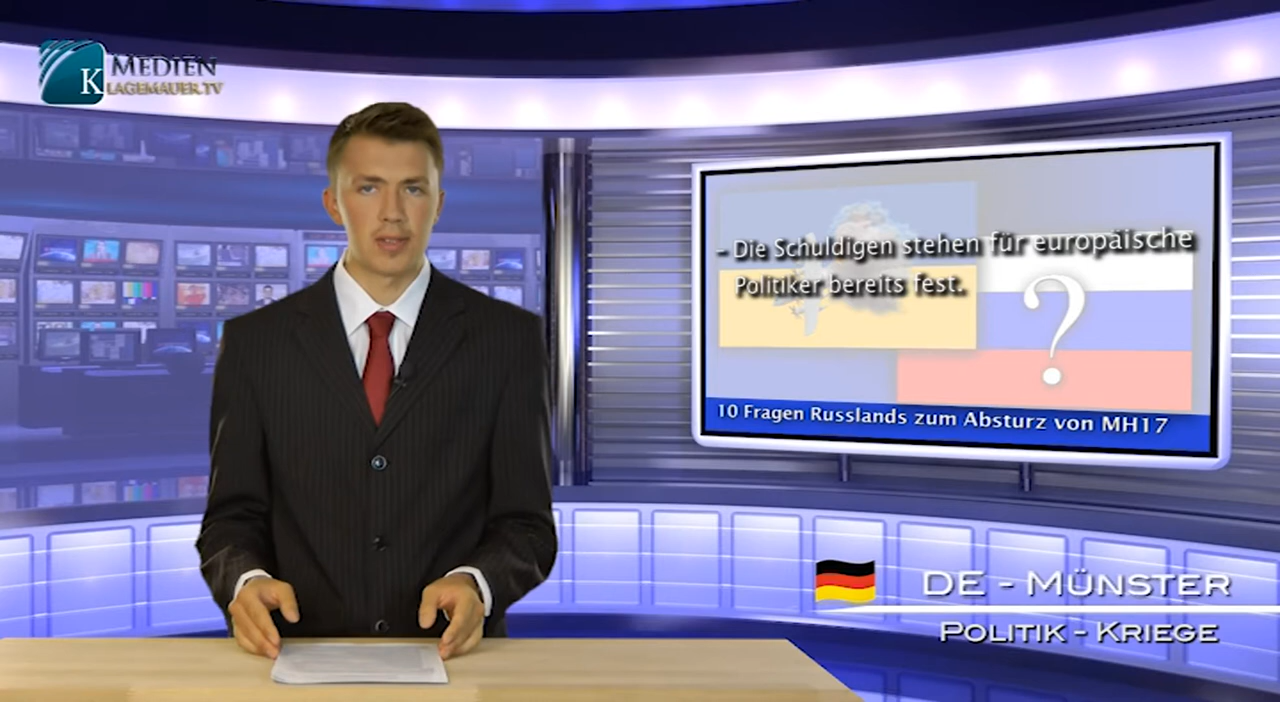 K MEDIEN
KLAGEMAUER.TV
- Die Schuldigen stehen für europäische
Politiker bereits fest.
?
10 Fragen Russlands zum Absturz von MH17
DE - MÜNSTER
POLITIK - KRIEGE